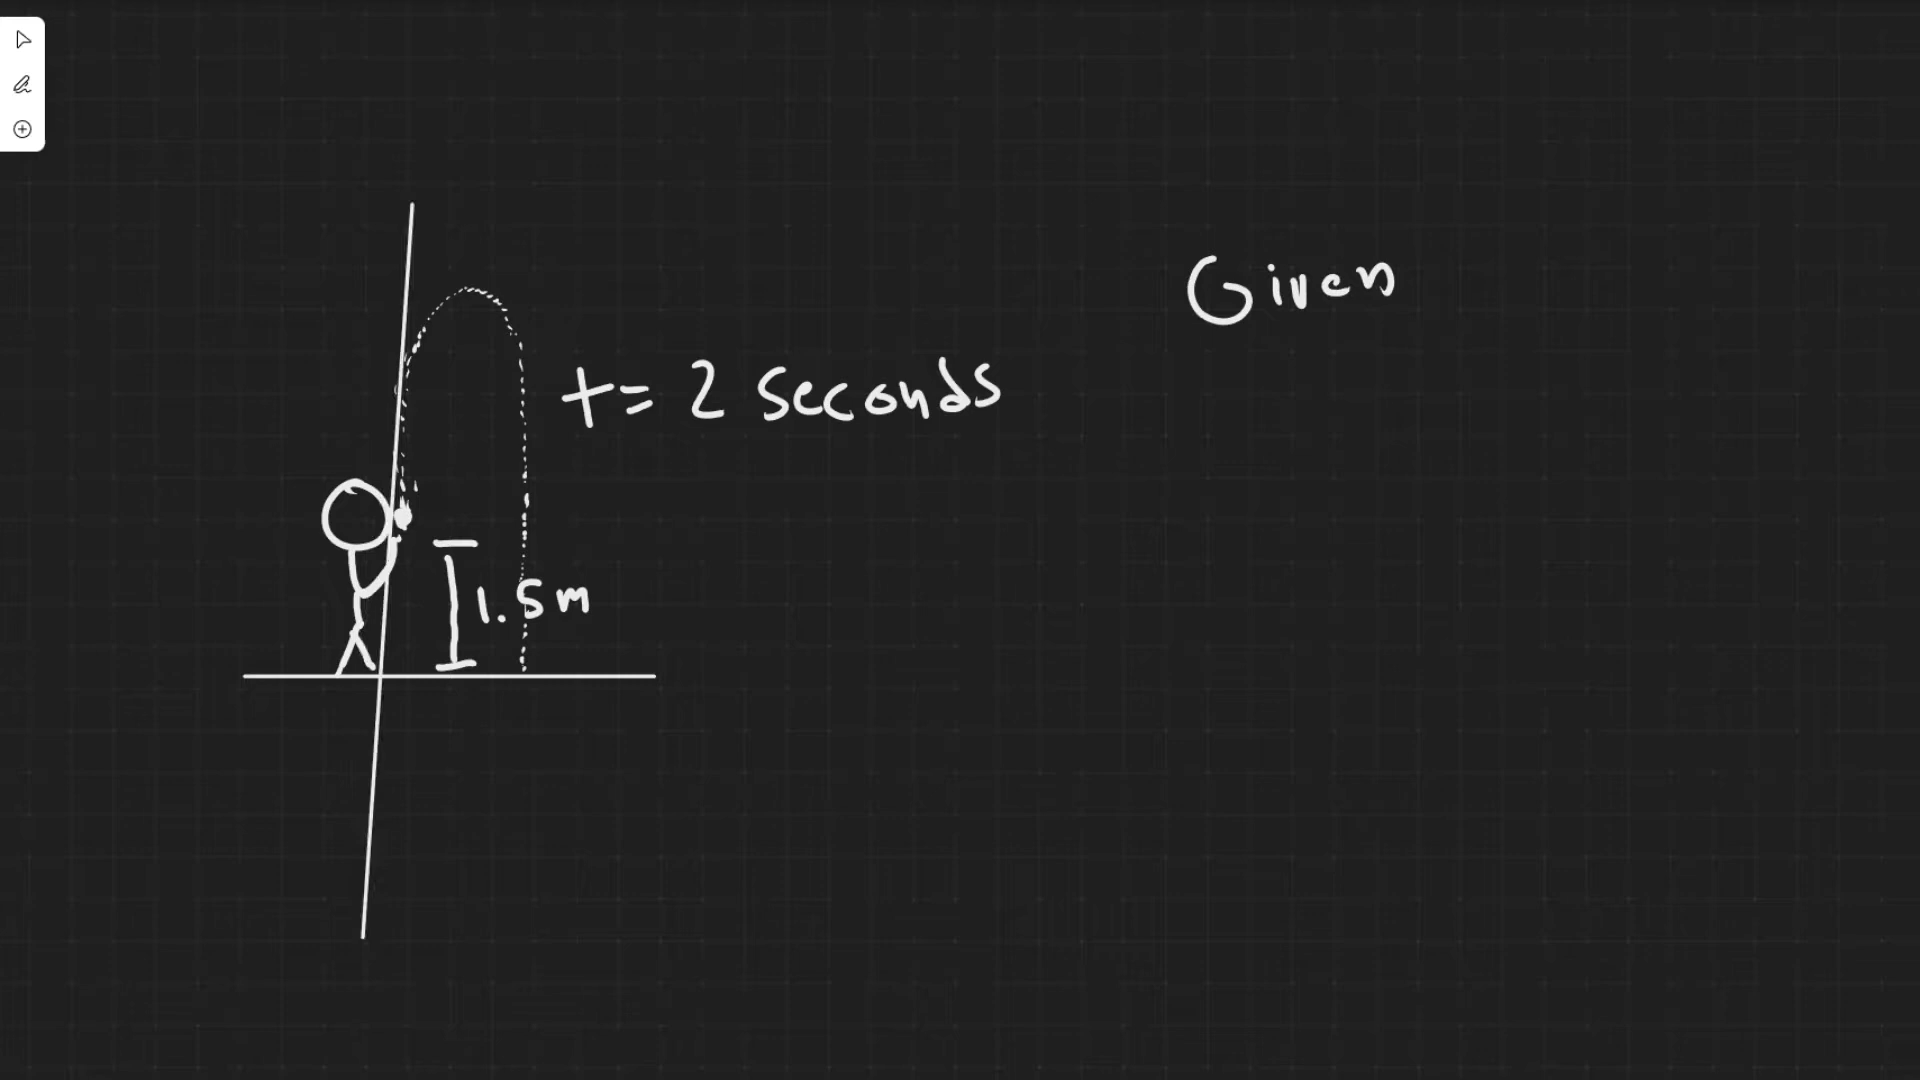 Given
t = 2 seconds
1.5m